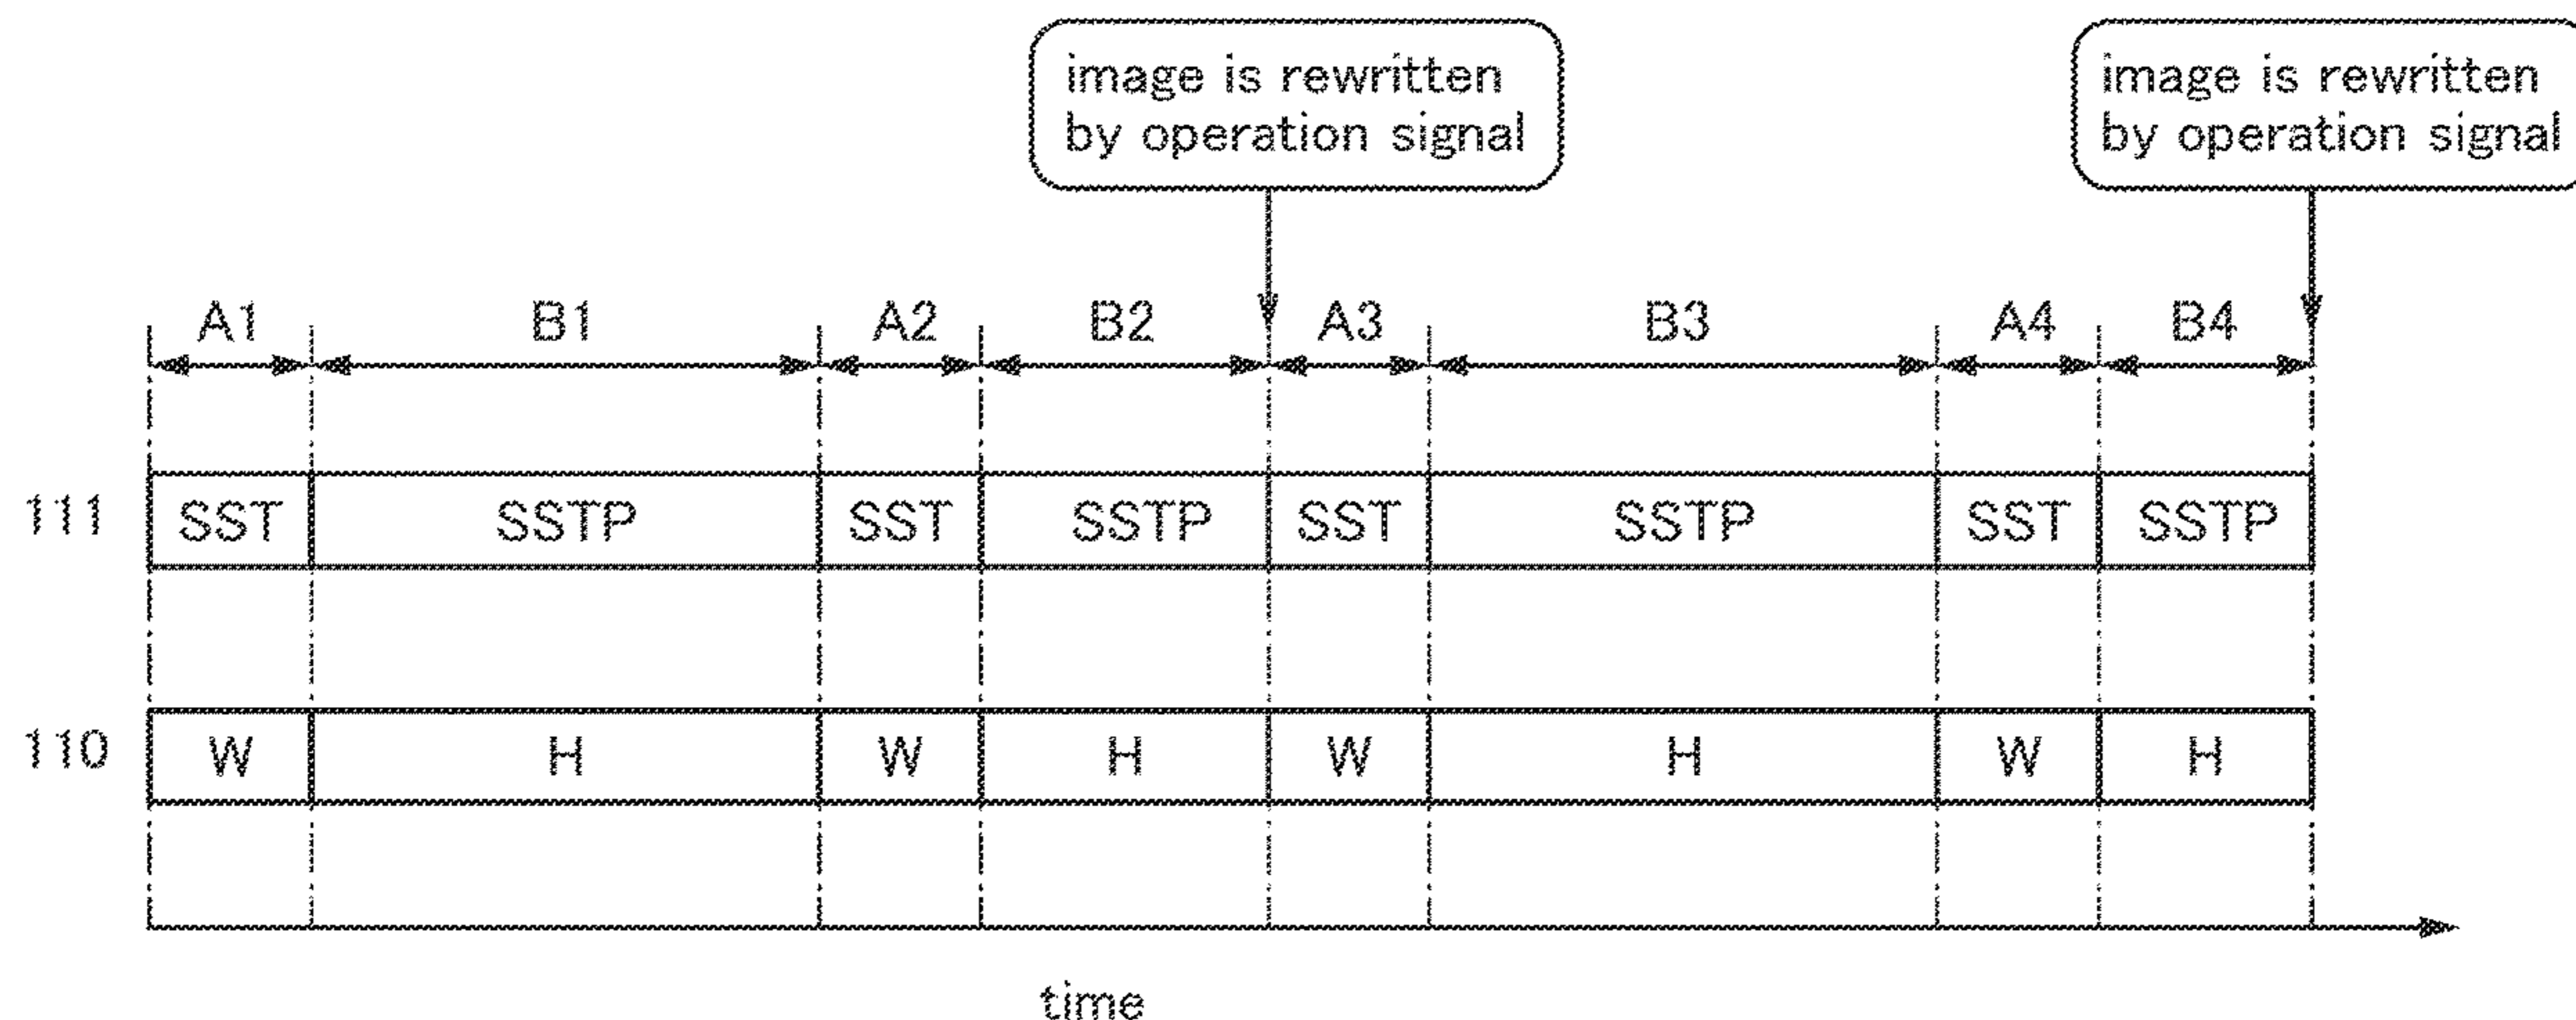 image is rewritten
by operation signal
image is rewritten
by operation signal
A1 B1 A2 B2 A3 B3 A4 B4
111 SST SSTP SST SSTP SST SSTP SST SSTP
110 W H W H W H W H
time